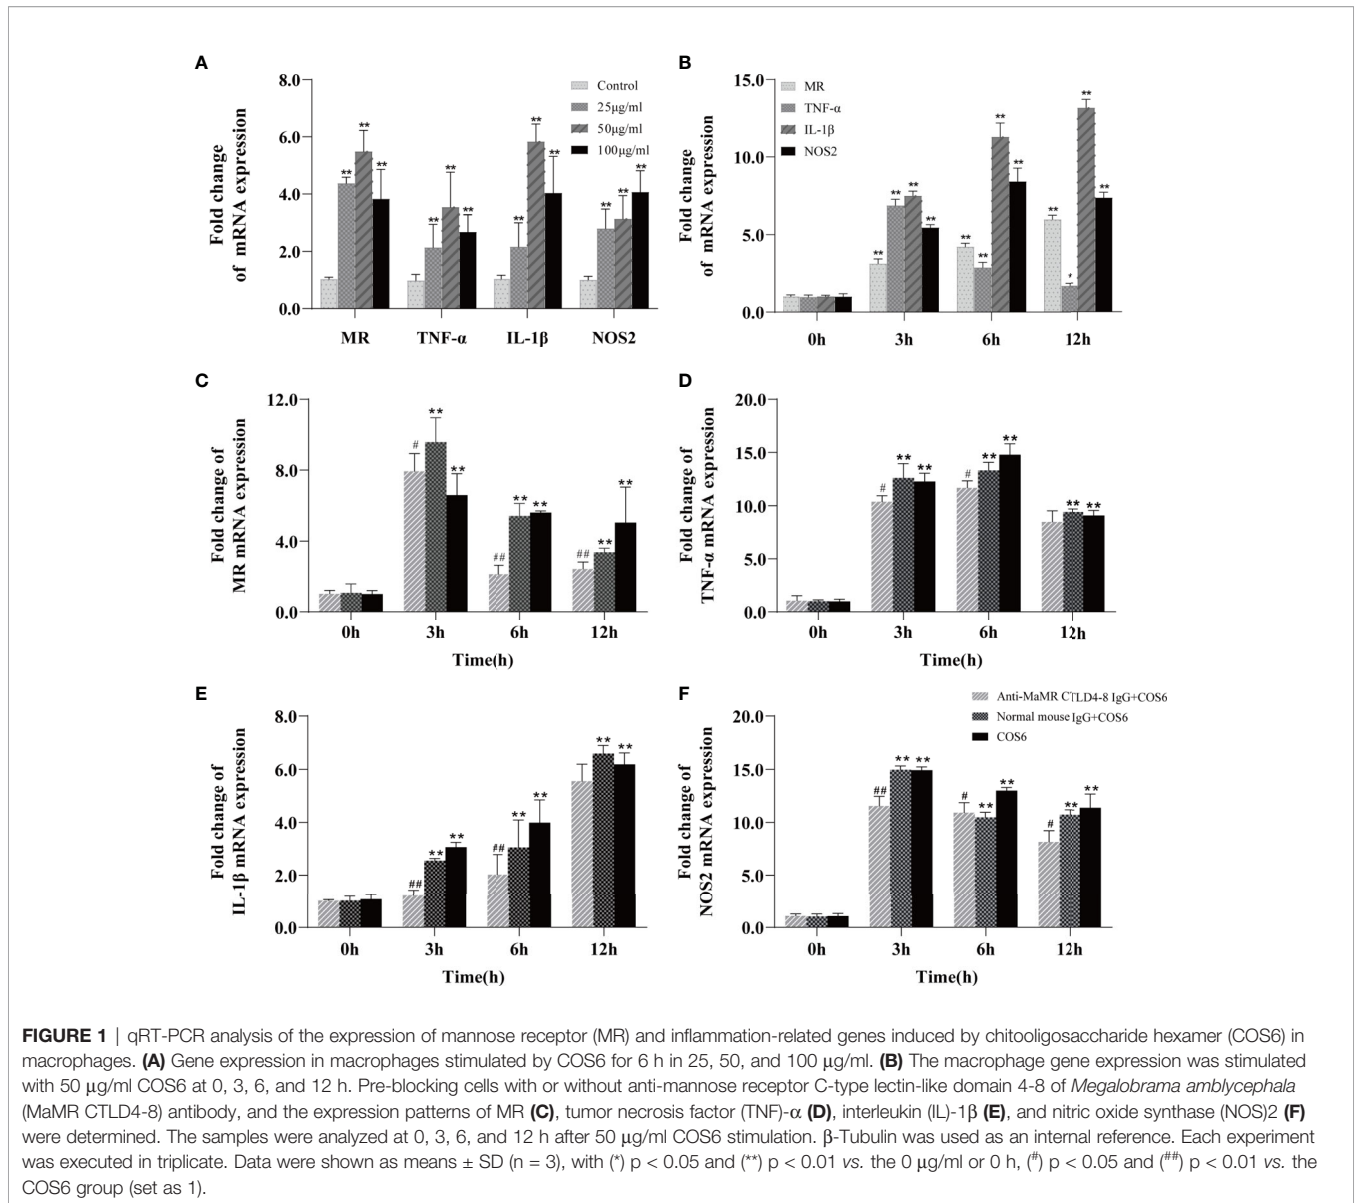 A
Fold change
of mRNA expression
8.0
6.0
4.0
2.0
0.0
** ** **
** ** **
** ** **
** ** **
MR TNF-α IL-1β NOS2
Control
25μg/ml
50μg/ml
100μg/ml
B
Fold change
of mRNA expression
15.0
10.0
5.0
0.0
MR
TNF-α
IL-1β
NOS2
** ** ** **
** ** ** **
** * ** **
0h 3h 6h 12h
C
Fold change of
MR mRNA expression
12.0
8.0
4.0
0.0
# ** **
## ** **
## ** **
0h 3h 6h 12h
Time(h)
D
Fold change of
TNF-α mRNA expression
20.0
15.0
10.0
5.0
0.0
# ** **
# ** **
** **
0h 3h 6h 12h
Time(h)
E
Fold change of
IL-1β mRNA expression
8.0
6.0
4.0
2.0
0.0
## ** **
## ** **
** **
0h 3h 6h 12h
Time(h)
F
Fold change of
NOS2 mRNA expression
20.0
15.0
10.0
5.0
0.0
Anti-MaMR CTLD4-8 IgG+COS6
Normal mouse IgG+COS6
COS6
## ** **
# ** **
# ** **
0h 3h 6h 12h
Time(h)
FIGURE 1 | qRT-PCR analysis of the expression of mannose receptor (MR) and inflammation-related genes induced by chitooligosaccharide hexamer (COS6) in
macrophages. (A) Gene expression in macrophages stimulated by COS6 for 6 h in 25, 50, and 100 μg/ml. (B) The macrophage gene expression was stimulated
with 50 μg/ml COS6 at 0, 3, 6, and 12 h. Pre-blocking cells with or without anti-mannose receptor C-type lectin-like domain 4-8 of Megalobrama amblycephala
(MaMR CTLD4-8) antibody, and the expression patterns of MR (C), tumor necrosis factor (TNF)-α (D), interleukin (IL)-1β (E), and nitric oxide synthase (NOS)2 (F)
were determined. The samples were analyzed at 0, 3, 6, and 12 h after 50 μg/ml COS6 stimulation. β-Tubulin was used as an internal reference. Each experiment
was executed in triplicate. Data were shown as means ± SD (n = 3), with (*) p < 0.05 and (**) p < 0.01 vs. the 0 μg/ml or 0 h, (#) p < 0.05 and (##) p < 0.01 vs. the
COS6 group (set as 1).